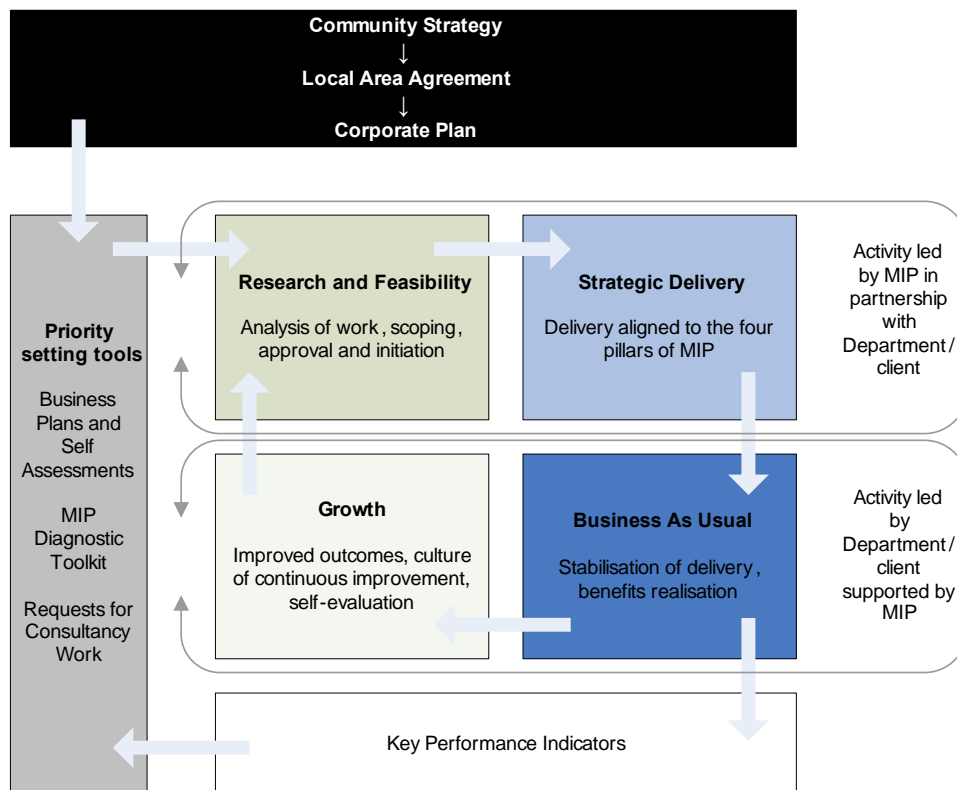 Community Strategy
↓
Local Area Agreement
↓
Corporate Plan
Priority
setting tools
Business
Plans and
Self
Assessments
MIP
Diagnostic
Toolkit
Requests for
Consultancy
Work
Research and Feasibility
Analysis of work, scoping,
approval and initiation
Strategic Delivery
Delivery aligned to the four
pillars of MIP
Activity led
by MIP in
partnership
with
Department/
client
Growth
Improved outcomes, culture
of continuous improvement,
self-evaluation
Business As Usual
Stabilisation of delivery,
benefits realisation
Activity led
by
Department/
client
supported by
MIP
Key Performance Indicators